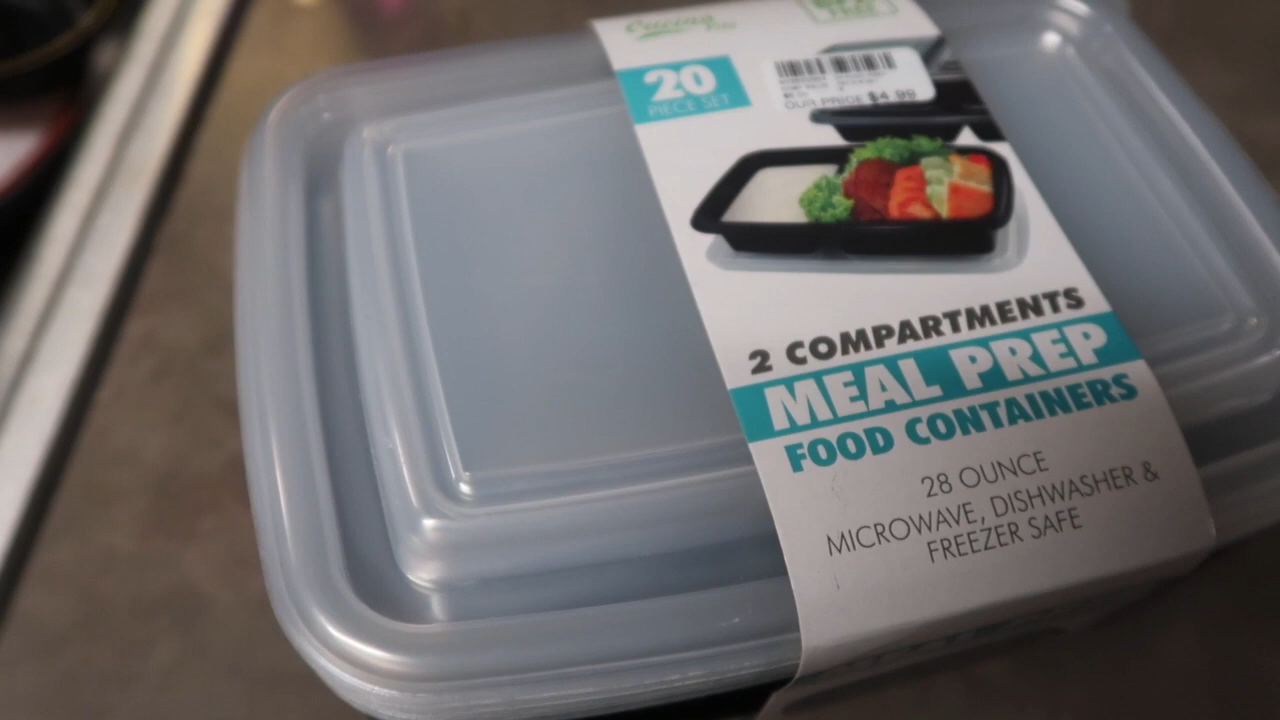 Cucina
20
PIECE SET
OUR PRICE $4.99
2 COMPARTMENTS
MEAL PREP
FOOD CONTAINERS
28 OUNCE
MICROWAVE, DISHWASHER &
FREEZER SAFE